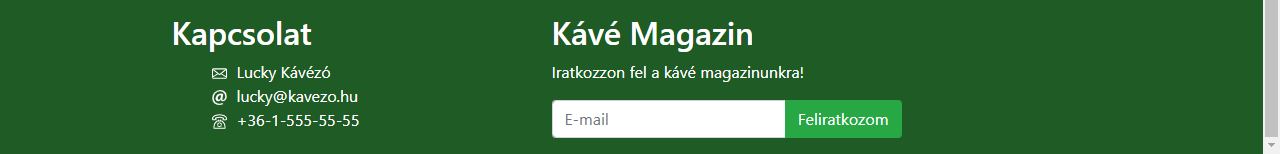 Kapcsolat
Lucky Kávézó
lucky@kavezo.hu
+36-1-555-55-55
Kávé Magazin
Iratkozzon fel a kávé magazinunkra!
E-mail
Feliratkozom